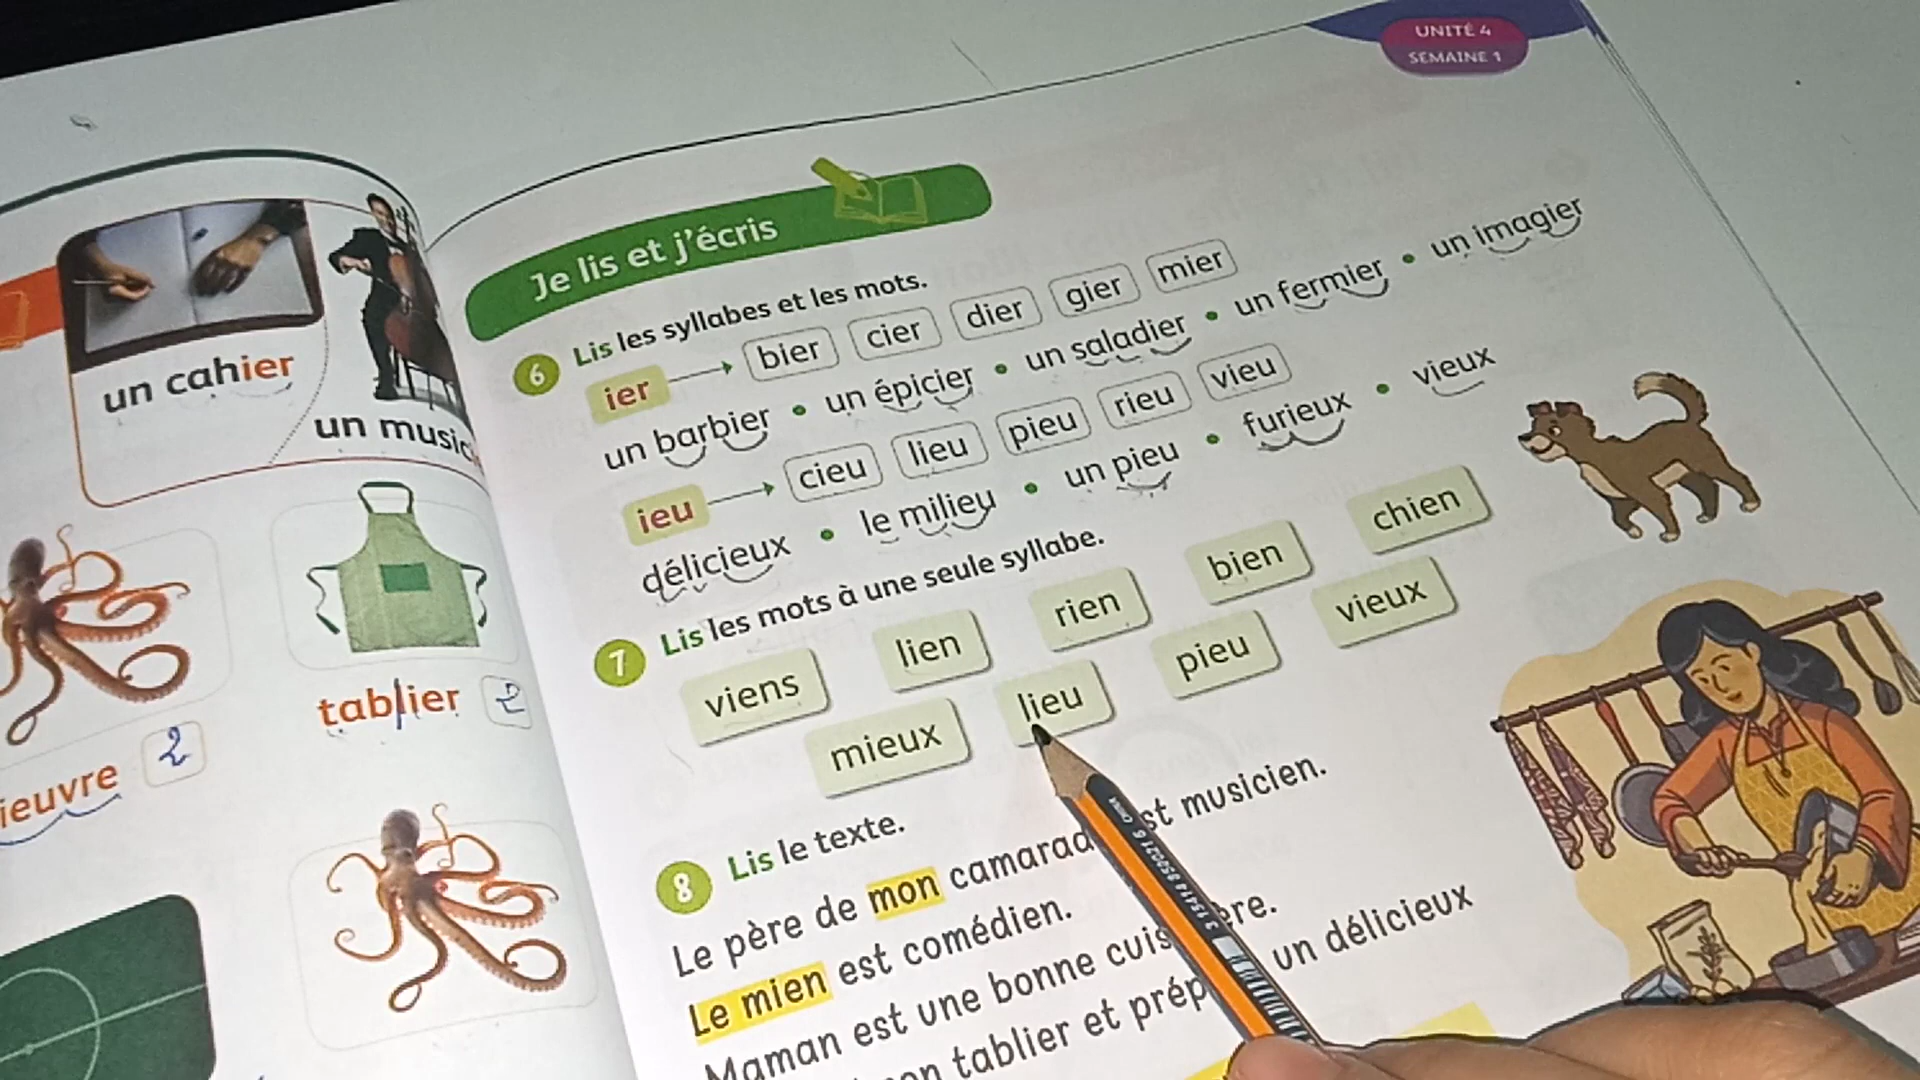 UNITÉ 4
SEMAINE 1
un cahier
un music
tablier 2
ieuvre 2
Je lis et j'écris
6 Lis les syllabes et les mots.
ier bier cier dier gier mier
un barbier • un épicier • un saladier • un fermier • un imagier
ieu cieu lieu pieu rieu vieu
délicieux • le milieu • un pieu • furieux • vieux
7 Lis les mots à une seule syllabe.
viens lien rien bien chien
mieux lieu pieu vieux
8 Lis le texte.
Le père de mon camarad st musicien.
Le mien est comédien.
Maman est une bonne cuis ère.
on tablier et prép un délicieux